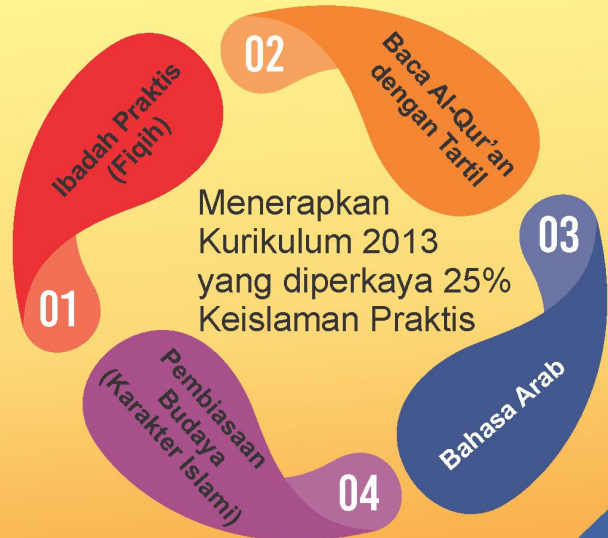 01
Ibadah Praktis
(Fiqih)
02
Baca Al-Qur'an
dengan Tartil
03
Bahasa Arab
04
Pembiasaan
Budaya
(Karakter Islami)
Menerapkan
Kurikulum 2013
yang diperkaya 25%
Keislaman Praktis